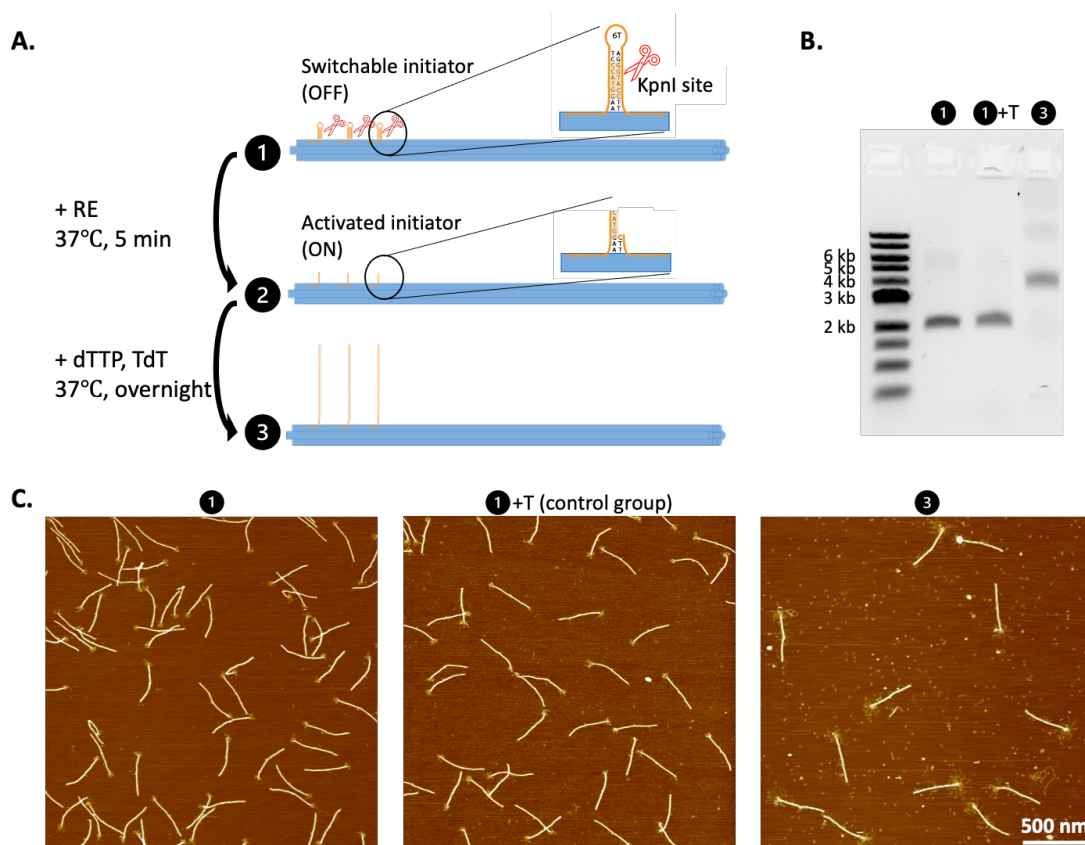 A.
B.
Switchable initiator
(OFF)
6T
KpnI site
1
1
1+T
3
+ RE
37℃, 5 min
Activated initiator
(ON)
2
6 kb
5 kb
4 kb
3 kb
2 kb
+ dTTP, TdT
37℃, overnight
3
C.
1
1+T (control group)
3
500 nm